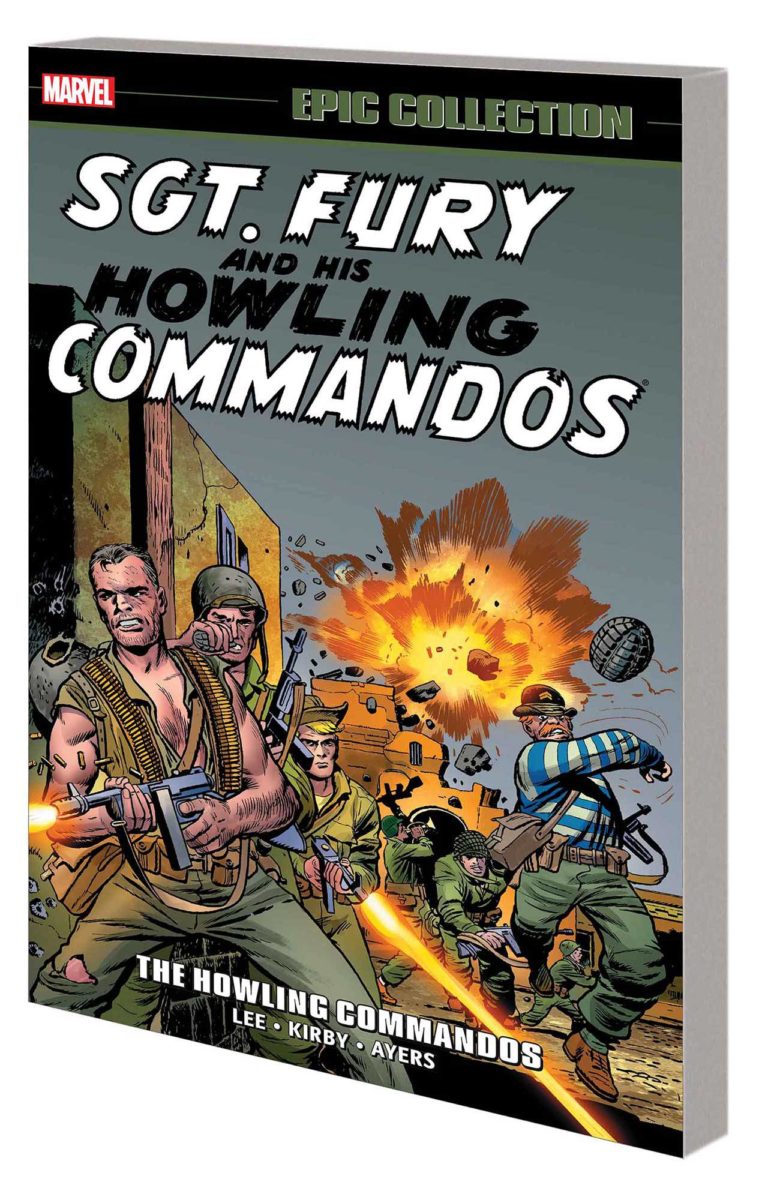 MARVEL
EPIC COLLECTION
SGT. FURY
AND HIS
HOWLING
COMMANDOS®
THE HOWLING COMMANDOS
LEE • KIRBY • AYERS